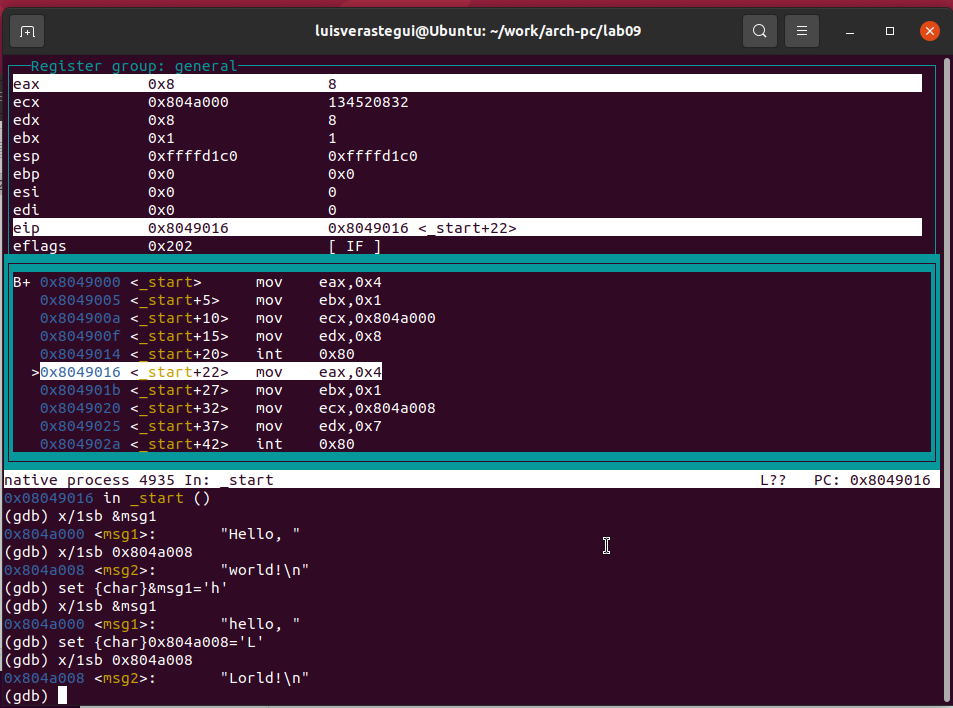 luisverastegui@Ubuntu: ~/work/arch-pc/lab09
Register group: general
eax 0x8 8
ecx 0x804a000 134520832
edx 0x8 8
ebx 0x1 1
esp 0xffffd1c0 0xffffd1c0
ebp 0x0 0x0
esi 0x0 0
edi 0x0 0
eip 0x8049016 0x8049016 <_start+22>
eflags 0x202 [ IF ]
B+ 0x8049000 <_start> mov eax,0x4
0x8049005 <_start+5> mov ebx,0x1
0x804900a <_start+10> mov ecx,0x804a000
0x804900f <_start+15> mov edx,0x8
0x8049014 <_start+20> int 0x80
>0x8049016 <_start+22> mov eax,0x4
0x804901b <_start+27> mov ebx,0x1
0x8049020 <_start+32> mov ecx,0x804a008
0x8049025 <_start+37> mov edx,0x7
0x804902a <_start+42> int 0x80
native process 4935 In: _start L?? PC: 0x8049016
0x08049016 in _start ()
(gdb) x/1sb &msg1
0x804a000 <msg1>: "Hello, "
(gdb) x/1sb 0x804a008
0x804a008 <msg2>: "world!\n"
(gdb) set {char}&msg1='h'
(gdb) x/1sb &msg1
0x804a000 <msg1>: "hello, "
(gdb) set {char}0x804a008='L'
(gdb) x/1sb 0x804a008
0x804a008 <msg2>: "Lorld!\n"
(gdb)